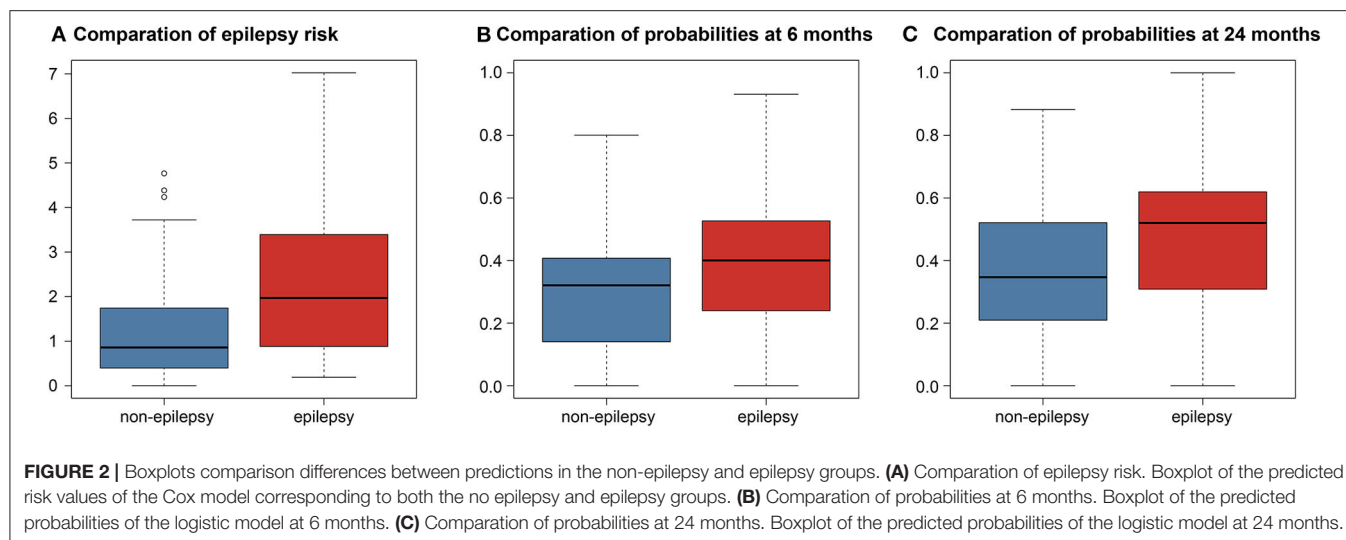 A Comparation of epilepsy risk
7
6
5
4
3
2
1
0
non-epilepsy epilepsy
B Comparation of probabilities at 6 months
1.0
0.8
0.6
0.4
0.2
0.0
non-epilepsy epilepsy
C Comparation of probabilities at 24 months
1.0
0.8
0.6
0.4
0.2
0.0
non-epilepsy epilepsy
FIGURE 2 | Boxplots comparison differences between predictions in the non-epilepsy and epilepsy groups. (A) Comparation of epilepsy risk. Boxplot of the predicted
risk values of the Cox model corresponding to both the no epilepsy and epilepsy groups. (B) Comparation of probabilities at 6 months. Boxplot of the predicted
probabilities of the logistic model at 6 months. (C) Comparation of probabilities at 24 months. Boxplot of the predicted probabilities of the logistic model at 24 months.